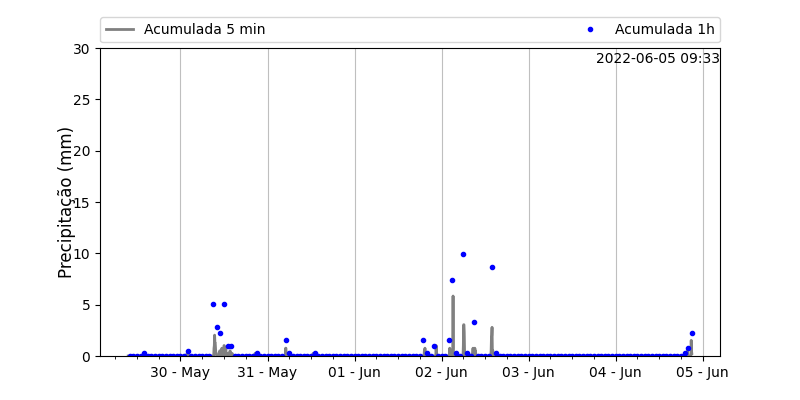 Acumulada 5 min
Acumulada 1h
2022-06-05 09:33
Precipitação (mm)
30
25
20
15
10
5
0
30 - May
31 - May
01 - Jun
02 - Jun
03 - Jun
04 - Jun
05 - Jun